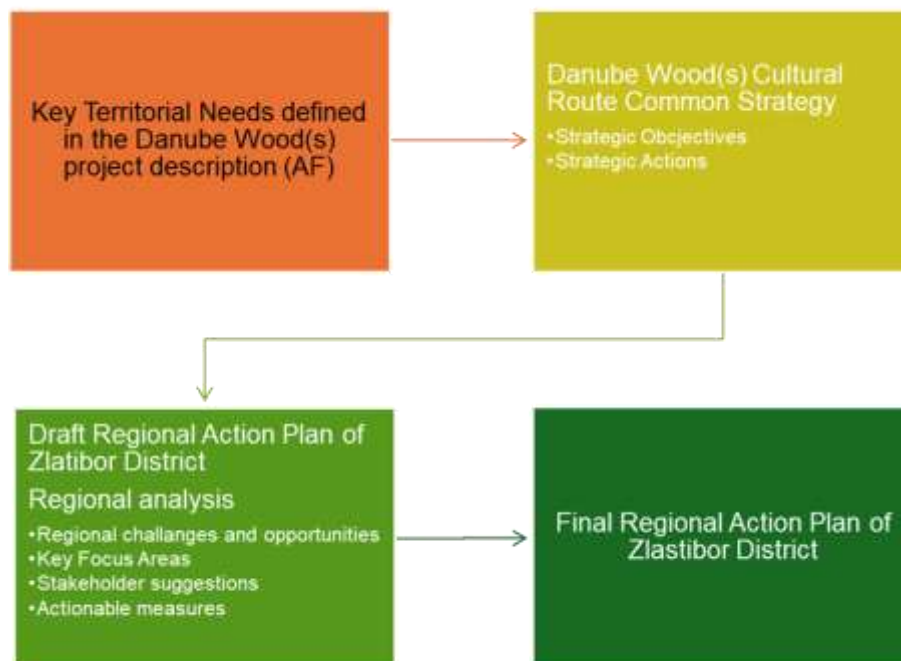 Key Territorial Needs defined
in the Danube Wood(s)
project description (AF)
Danube Wood(s) Cultural
Route Common Strategy
•Strategic Obcjectives
•Strategic Actions
Draft Regional Action Plan of
Zlatibor District
Regional analysis
•Regional challanges and opportunities
•Key Focus Areas
•Stakeholder suggestions
•Actionable measures
Final Regional Action Plan of
Zlastibor District